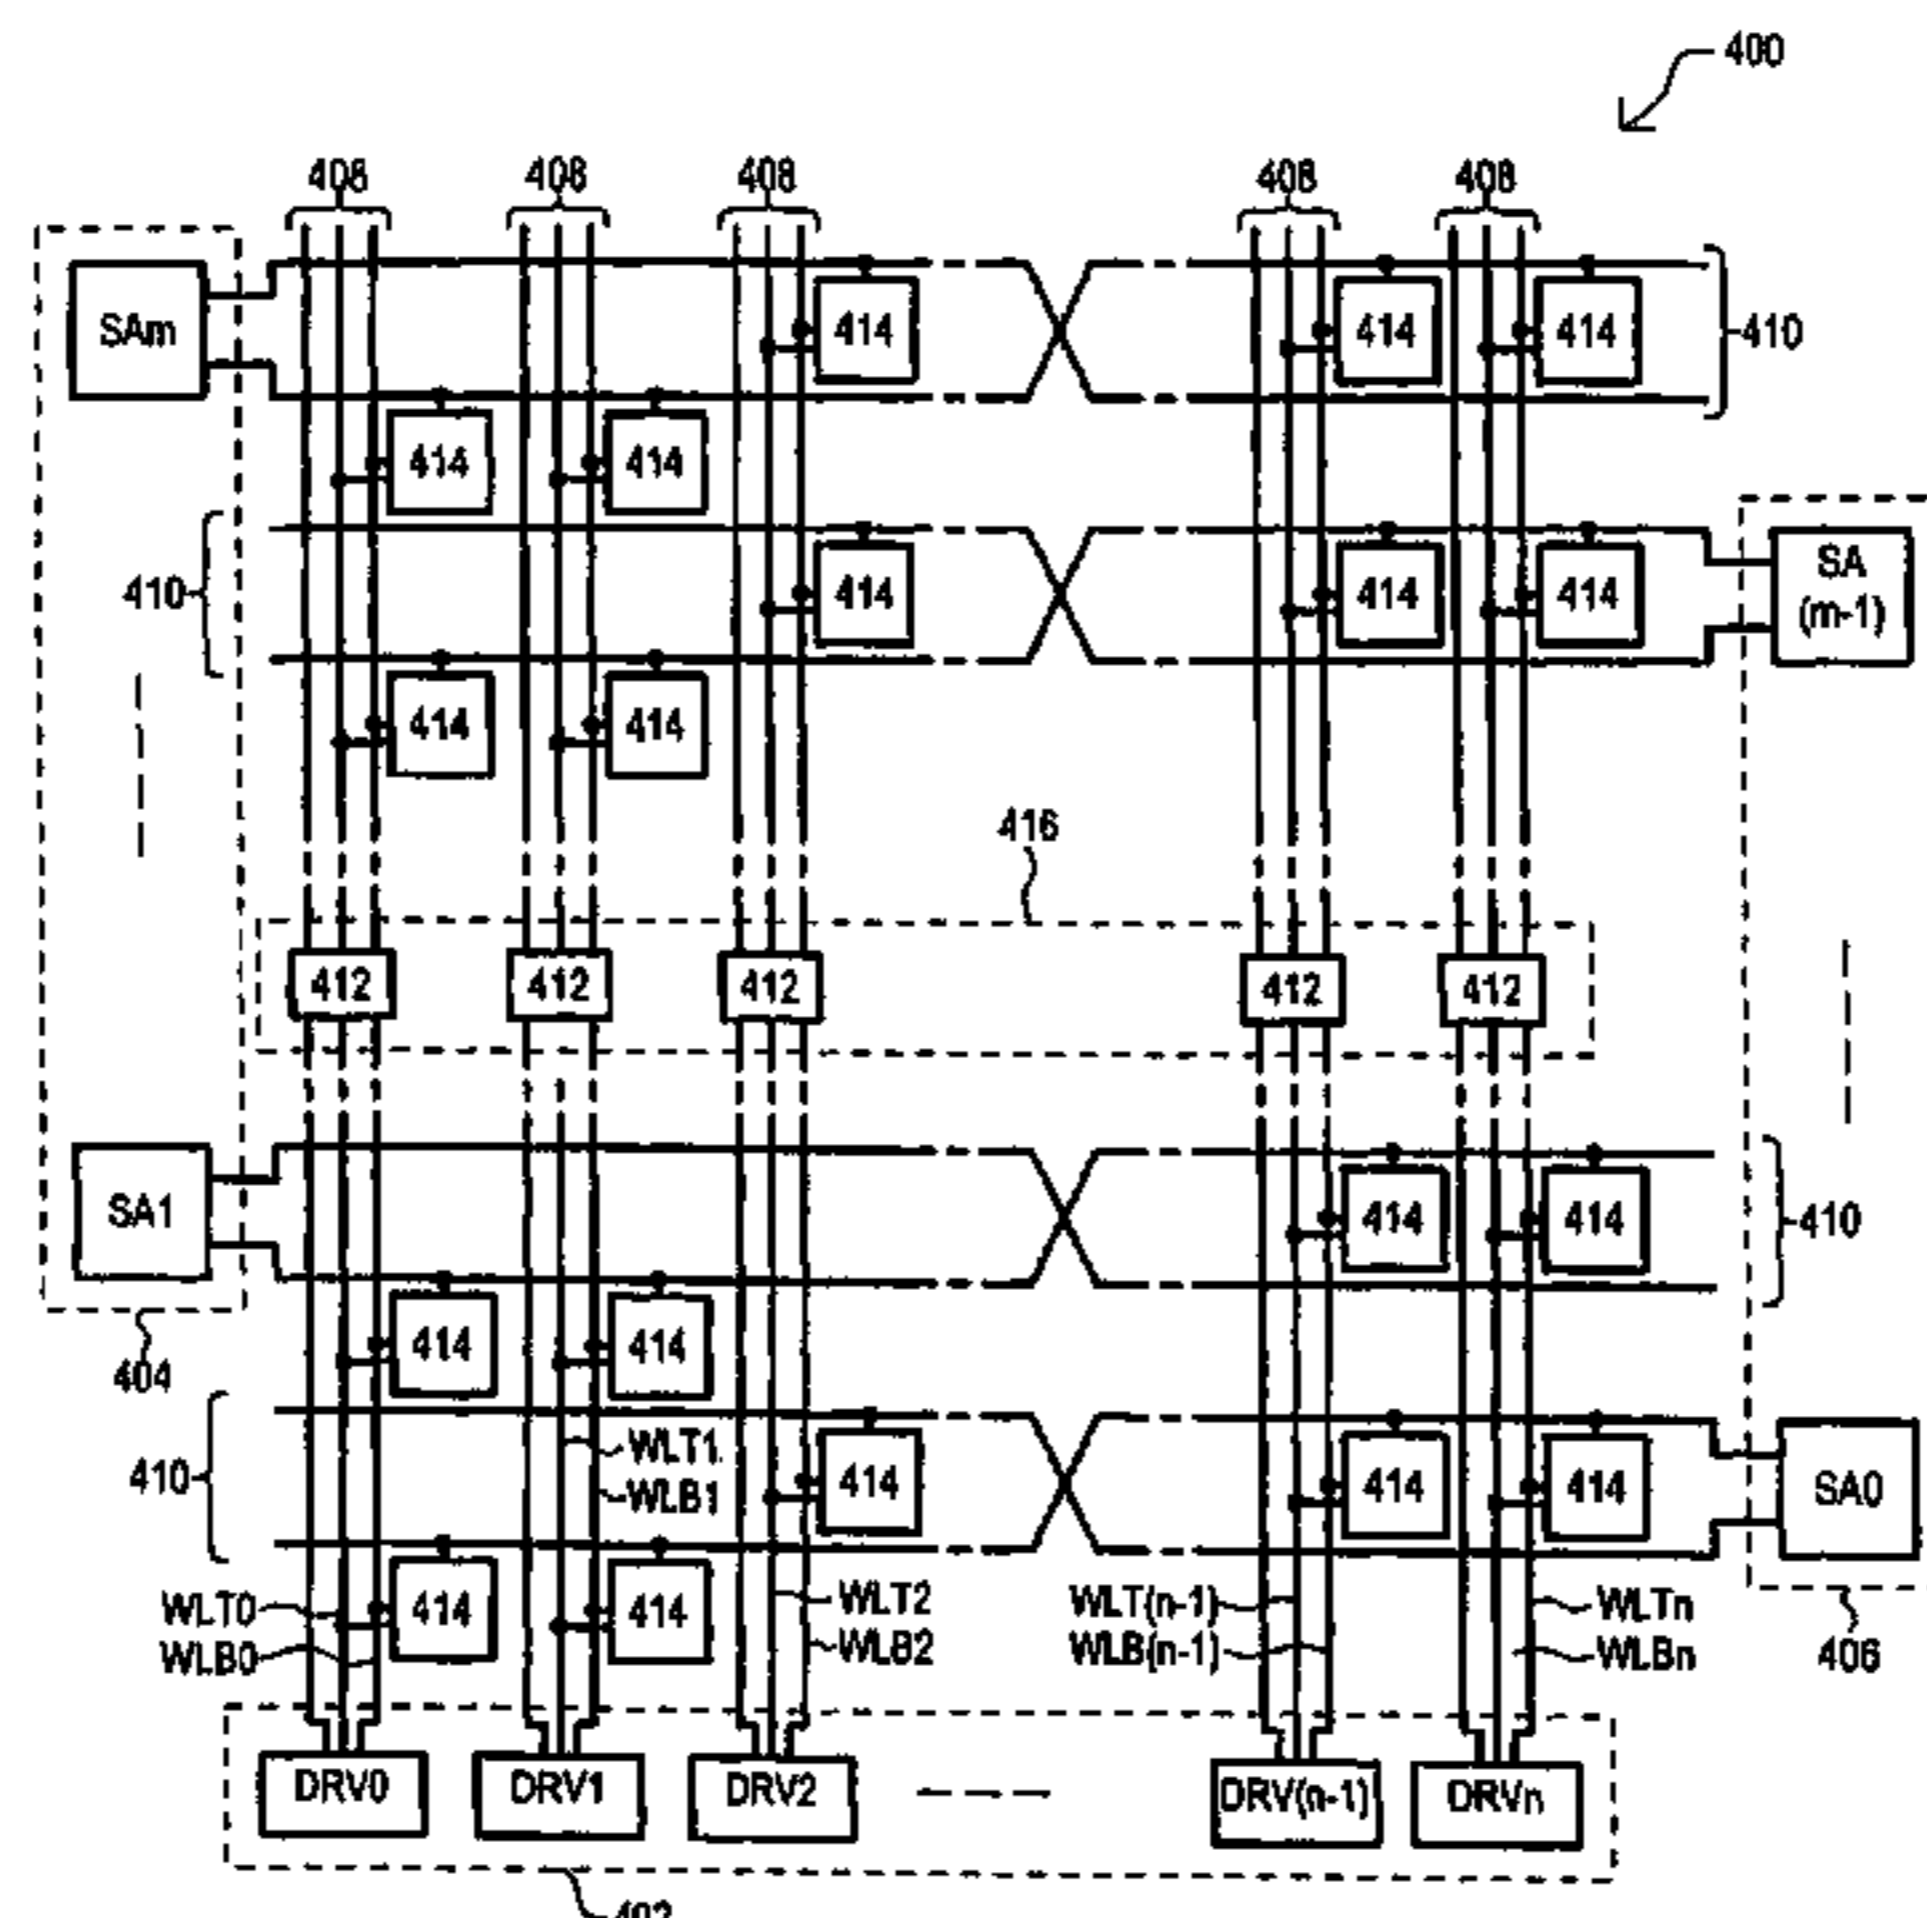 400
408 408 408 408 408
SAm 414 414 414 410
414 414
410 414 414 414 SA
(m-1)
414 414
416
412 412 412 412 412
SA1 414 414 410
404 414 414
410 WLT1 414 414 414 SA0
WLB1
WLT0 414 414 WLT2 WLT(n-1) WLTn
WLB0 WLB2 WLB(n-1) WLBn 406
DRV0 DRV1 DRV2 DRV(n-1) DRVn
402